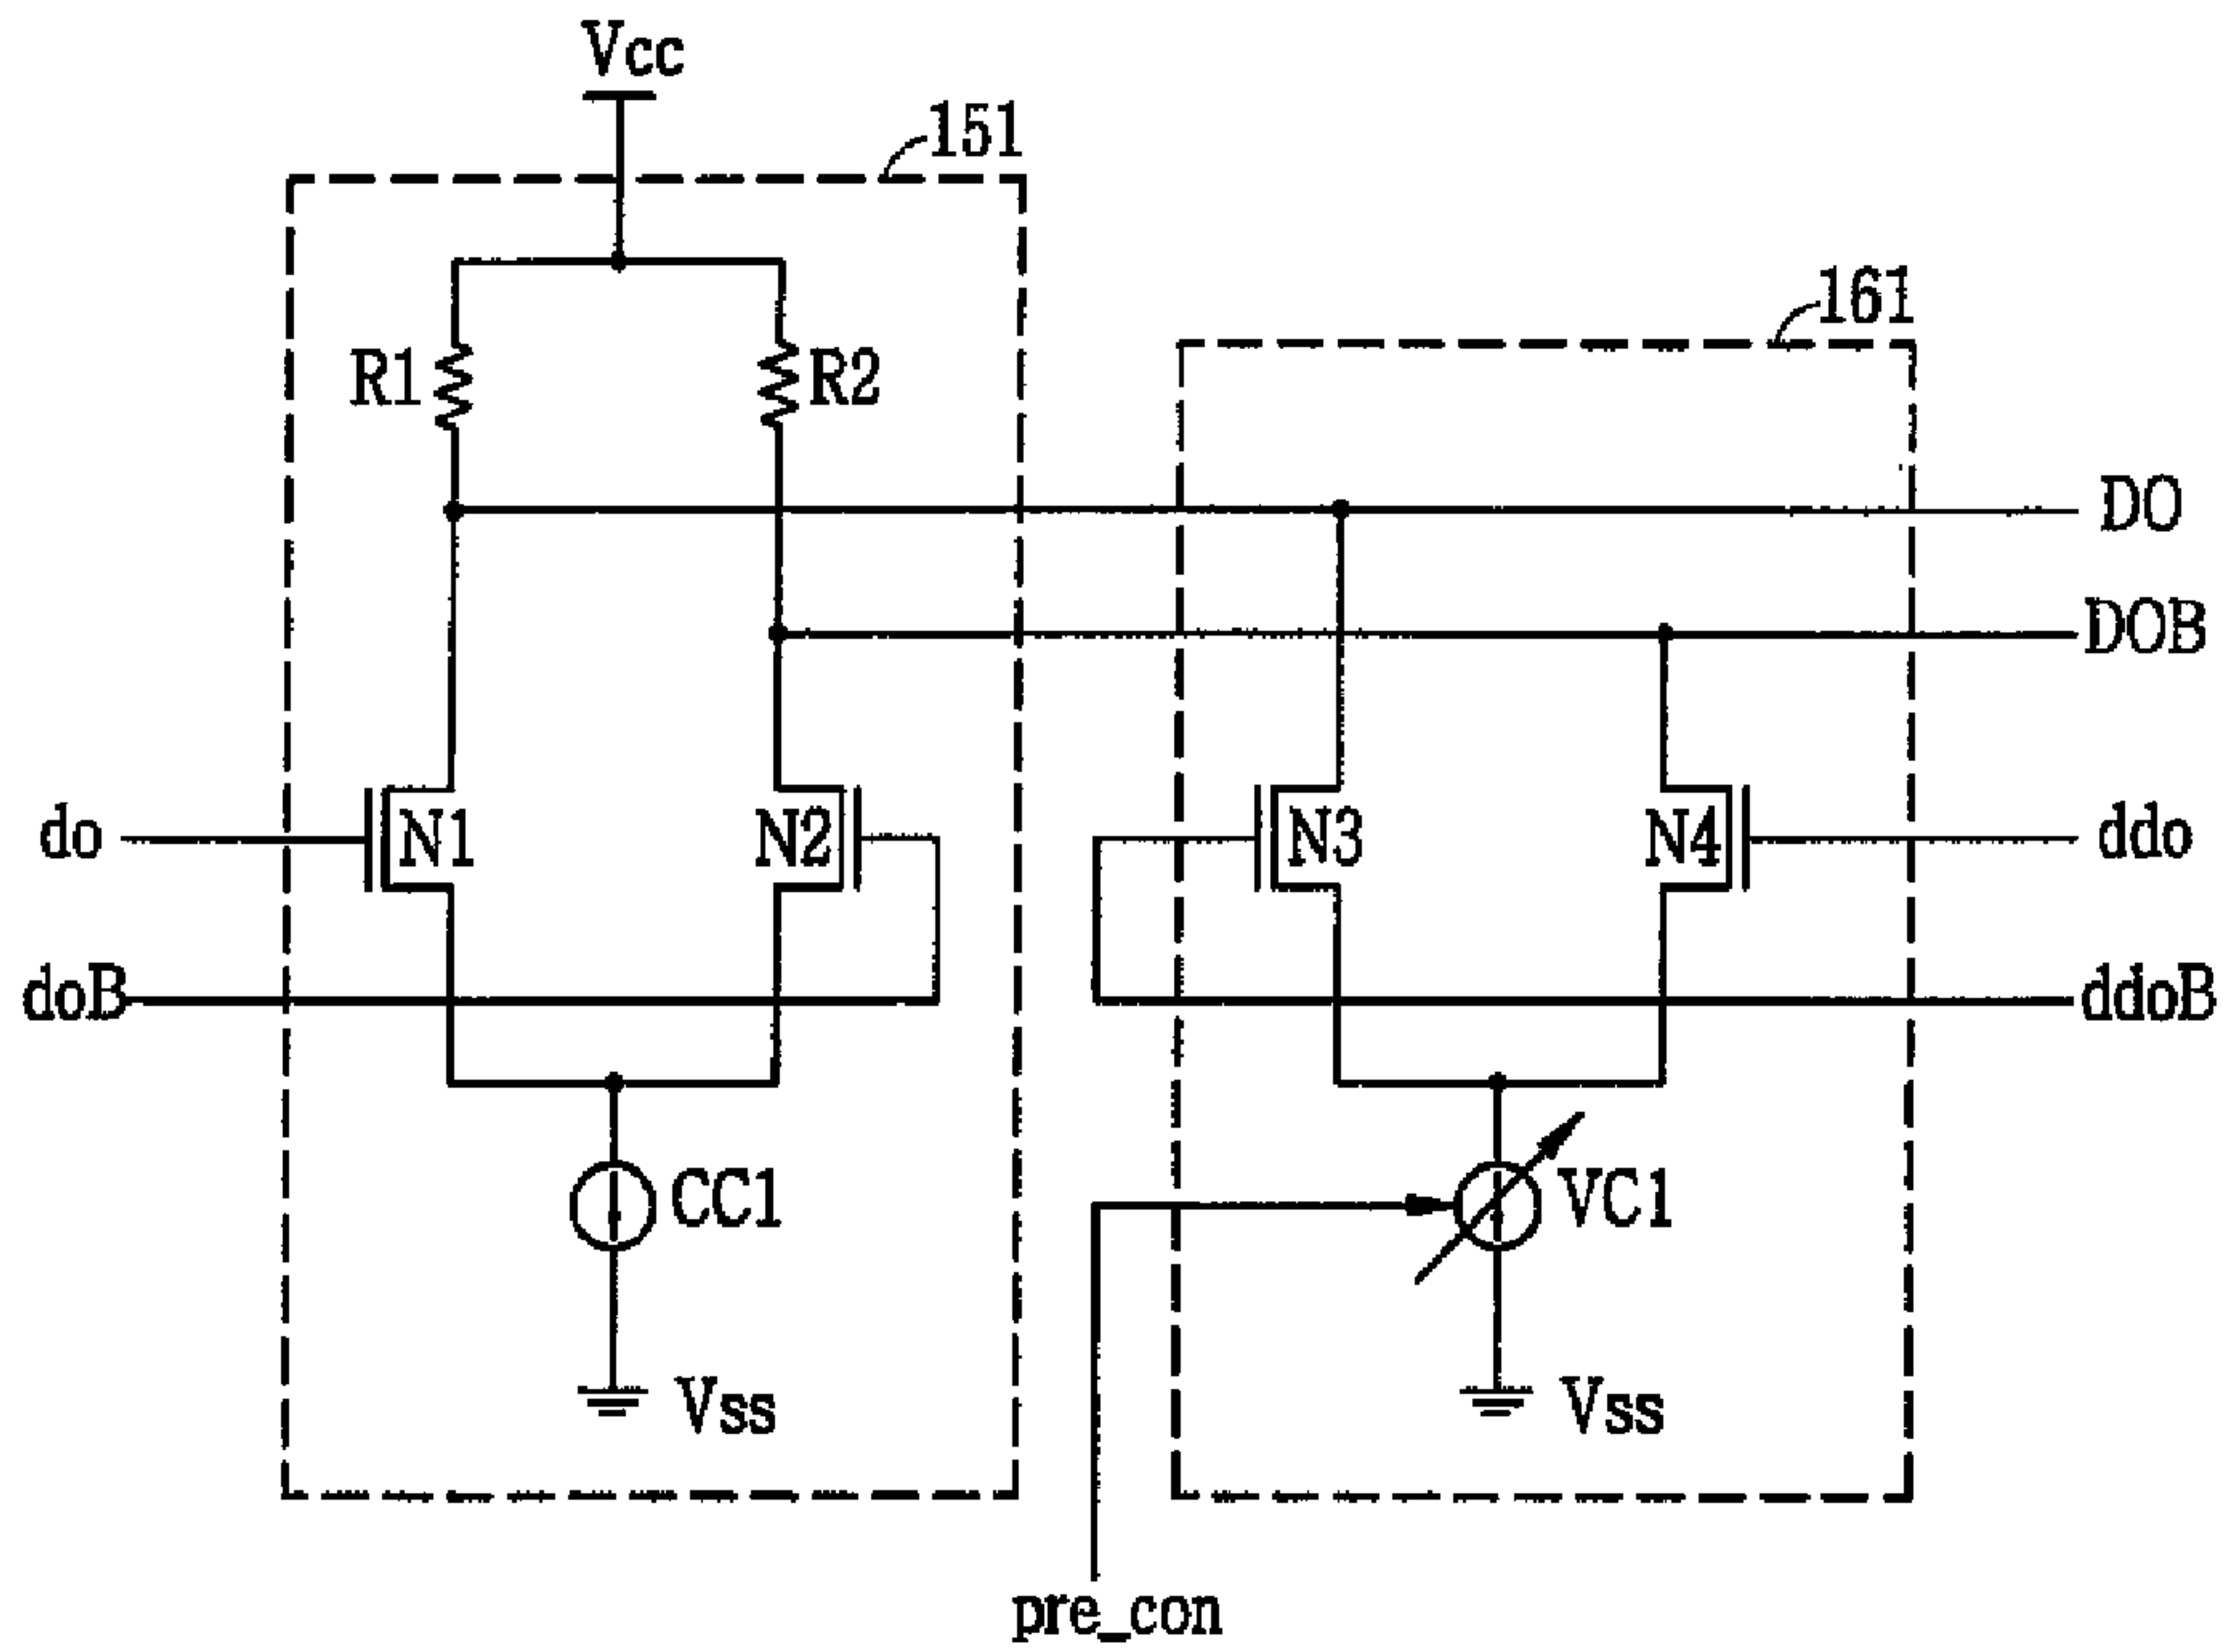 Vcc
151
161
R1
R2
DO
DOB
do
N1
N2
N3
N4
ddo
doB
ddoB
CC1
VC1
Vss
Vss
pre_con